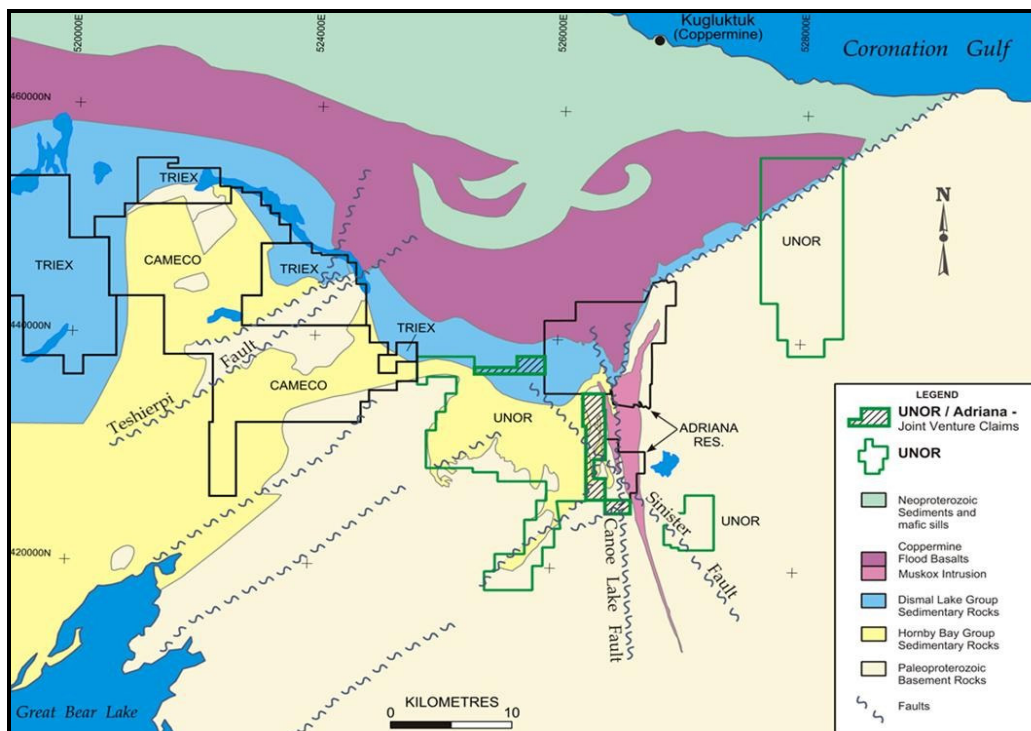 520000E
524000E
526000E
528000E
Kugluktuk
(Coppermine)
Coronation Gulf
460000N
TRIEX
N
UNOR
CAMECO
TRIEX
TRIEX
440000N
TRIEX
Fault
CAMECO
Teshierpi
UNOR
ADRIANA
RES.
Sinister
Fault
UNOR
Canoe Lake Fault
420000N
KILOMETRES
0
10
Great Bear Lake
LEGEND
UNOR / Adriana -
Joint Venture Claims
UNOR
Neoproterozoic
Sediments and
mafic sills
Coppermine
Flood Basalts
Muskox Intrusion
Dismal Lake Group
Sedimentary Rocks
Hornby Bay Group
Sedimentary Rocks
Paleoproterozoic
Basement Rocks
Faults